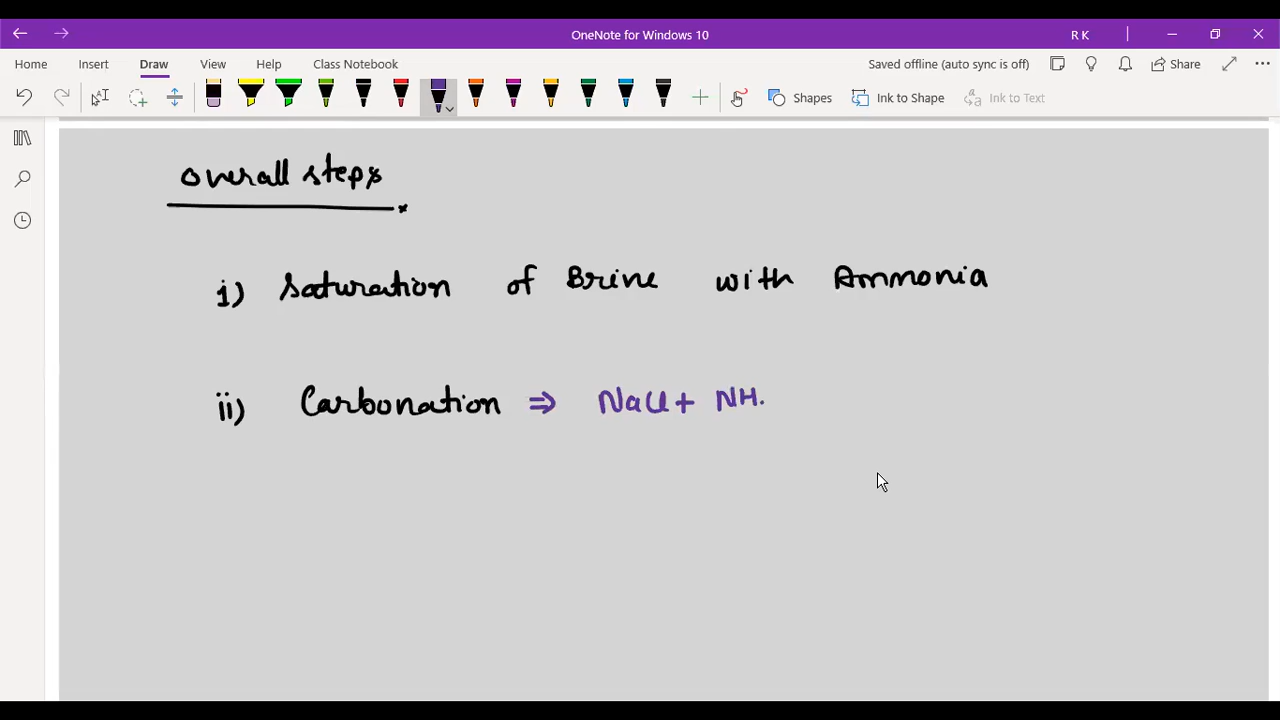 OneNote for Windows 10
R K
Home Insert Draw View Help Class Notebook
Saved offline (auto sync is off) Share
Shapes Ink to Shape Ink to Text
Overall steps
i) Saturation of Brine with Ammonia
ii) Carbonation ⇒ NaCl + NH.